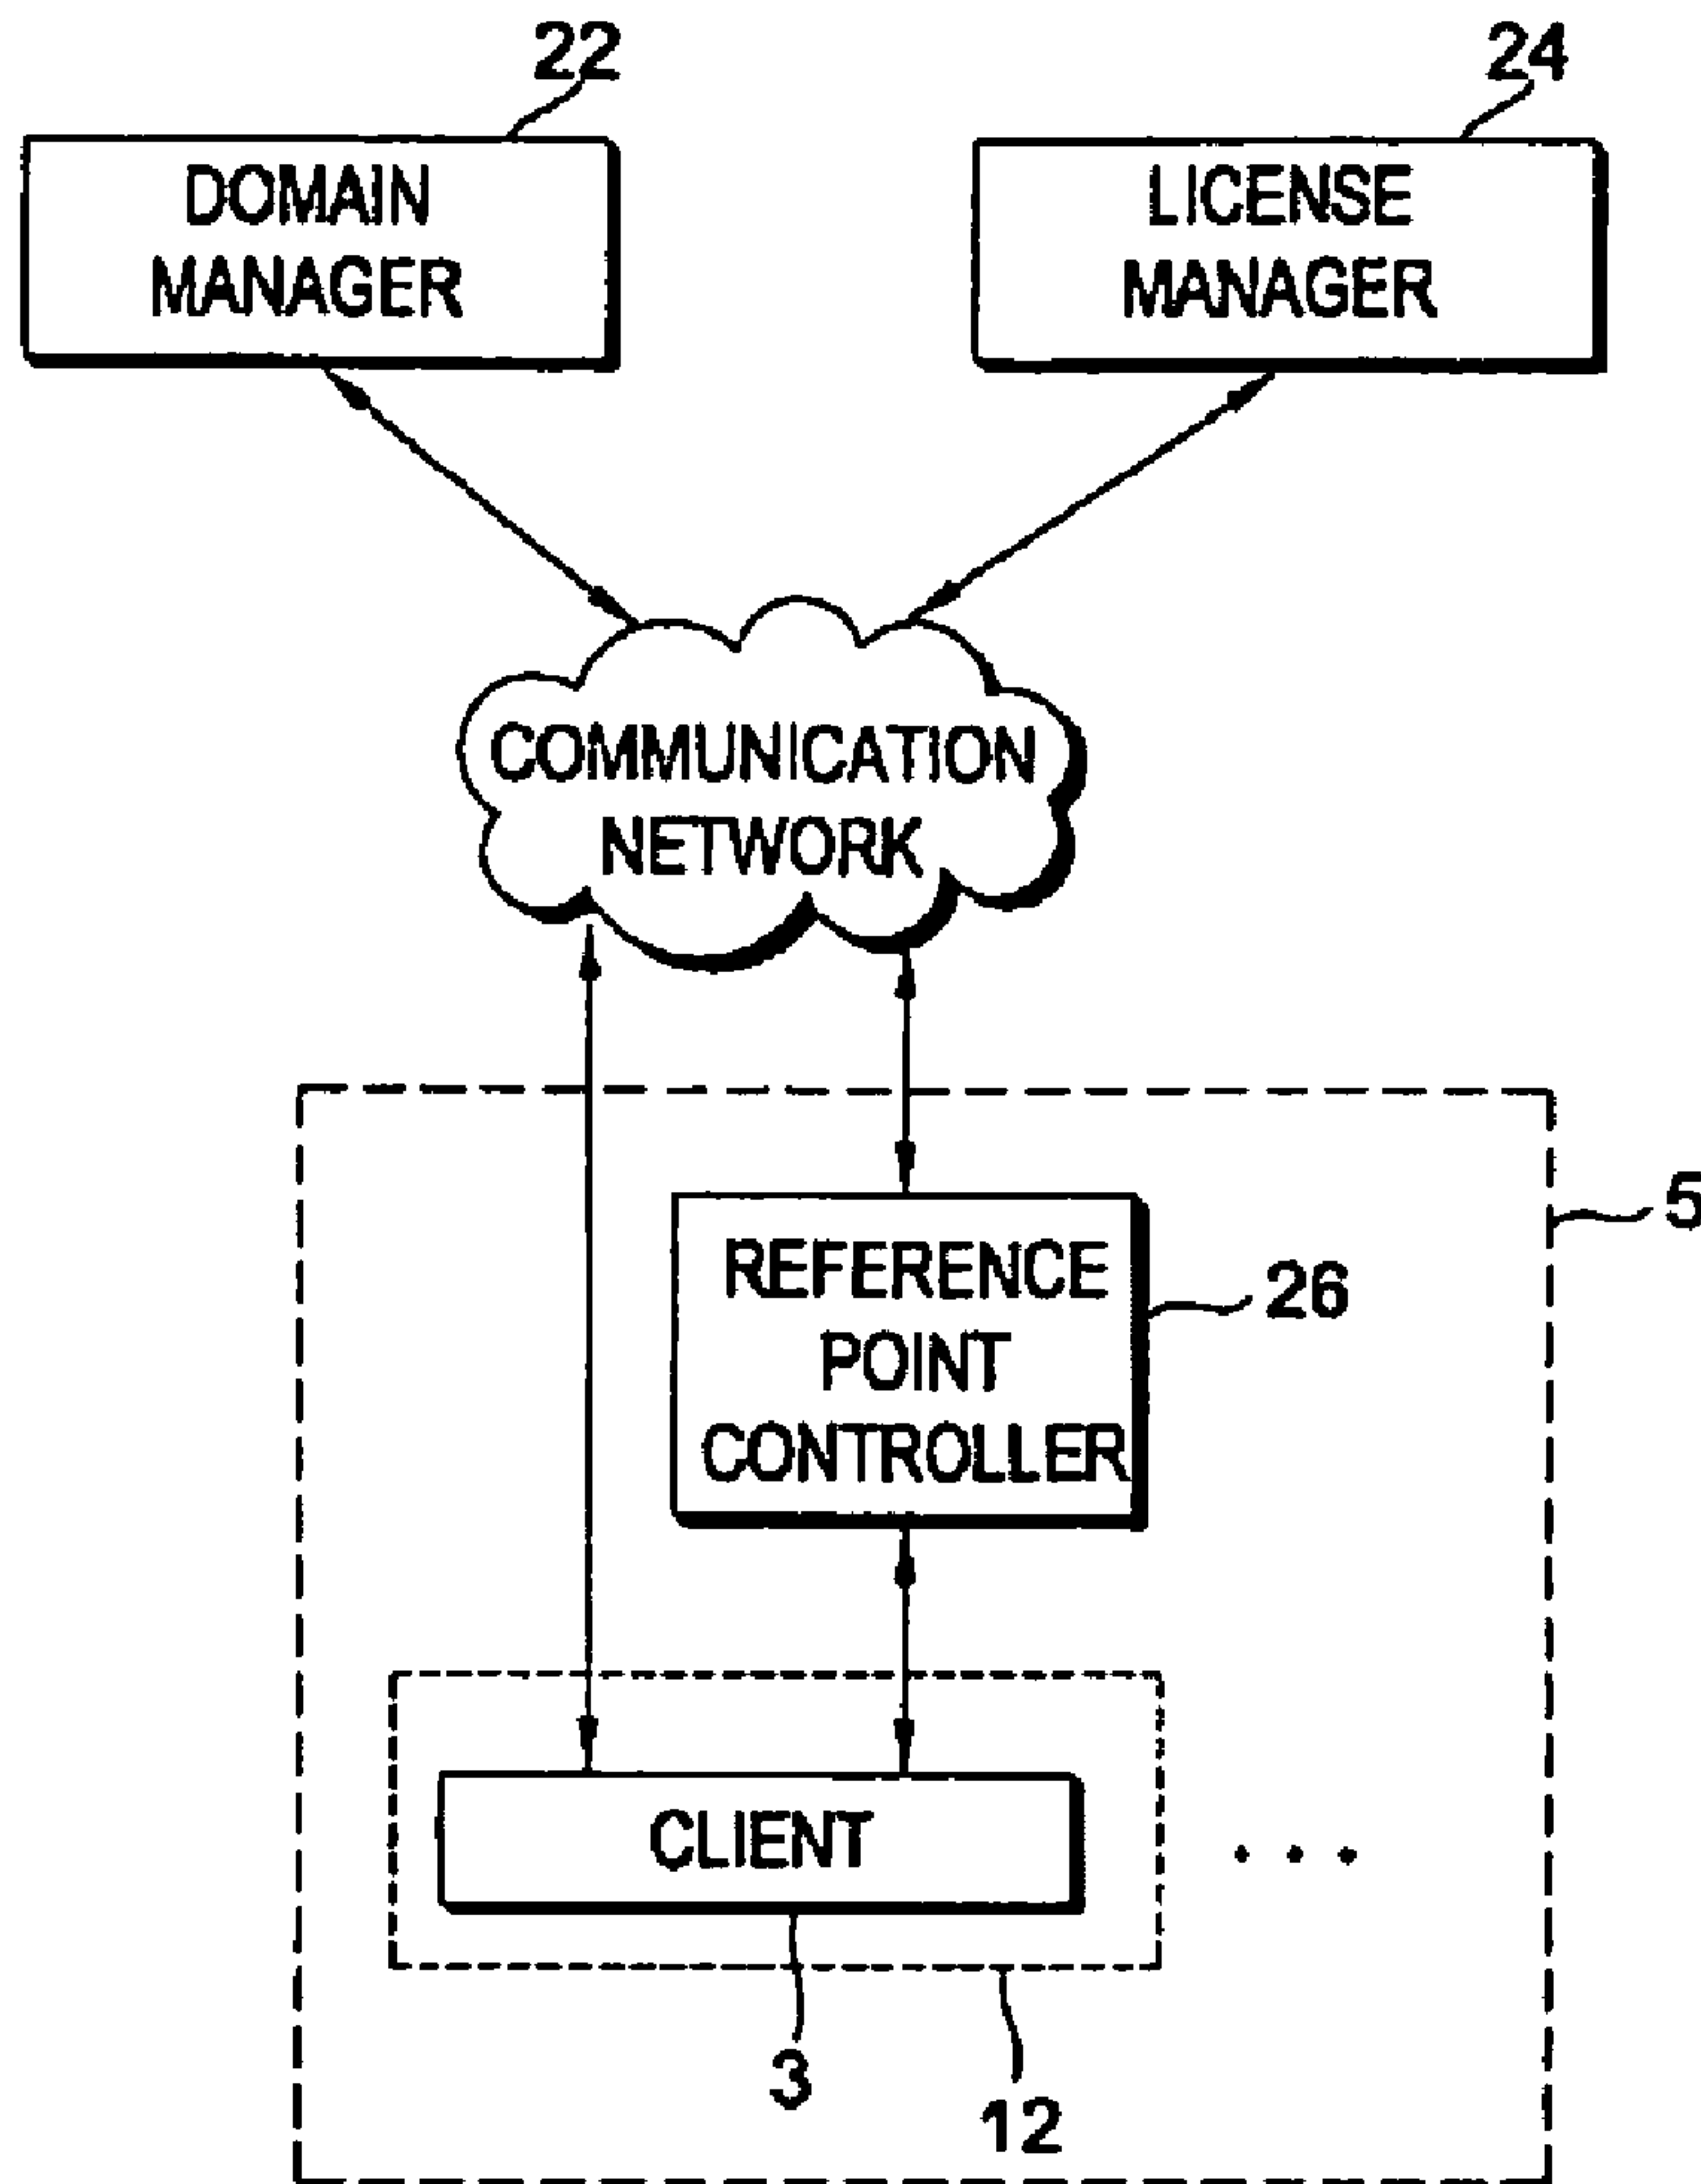 22
24
DOMAIN
MANAGER
LICENSE
MANAGER
COMMUNICATION
NETWORK
5
REFERENCE
POINT
CONTROLLER
26
CLIENT
. . .
3
12